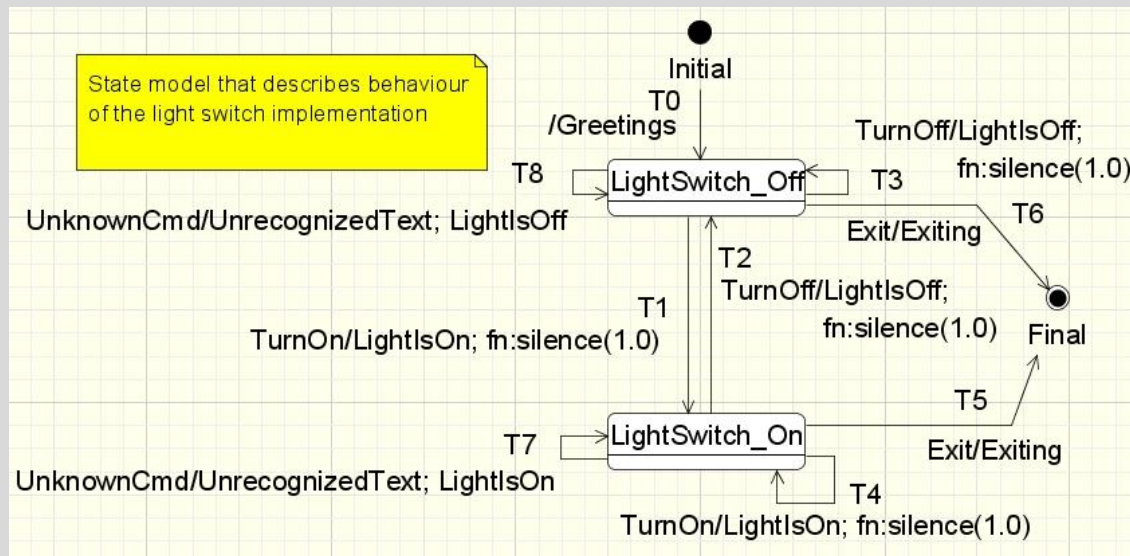 State model that describes behaviour
of the light switch implementation
Initial
T0
/Greetings
TurnOff/LightIsOff;
fn:silence(1.0)
T8
LightSwitch_Off
T3
UnknownCmd/UnrecognizedText; LightIsOff
T6
Exit/Exiting
T2
TurnOff/LightIsOff;
fn:silence(1.0)
T1
TurnOn/LightIsOn; fn:silence(1.0)
Final
T5
T7
LightSwitch_On
Exit/Exiting
UnknownCmd/UnrecognizedText; LightIsOn
T4
TurnOn/LightIsOn; fn:silence(1.0)